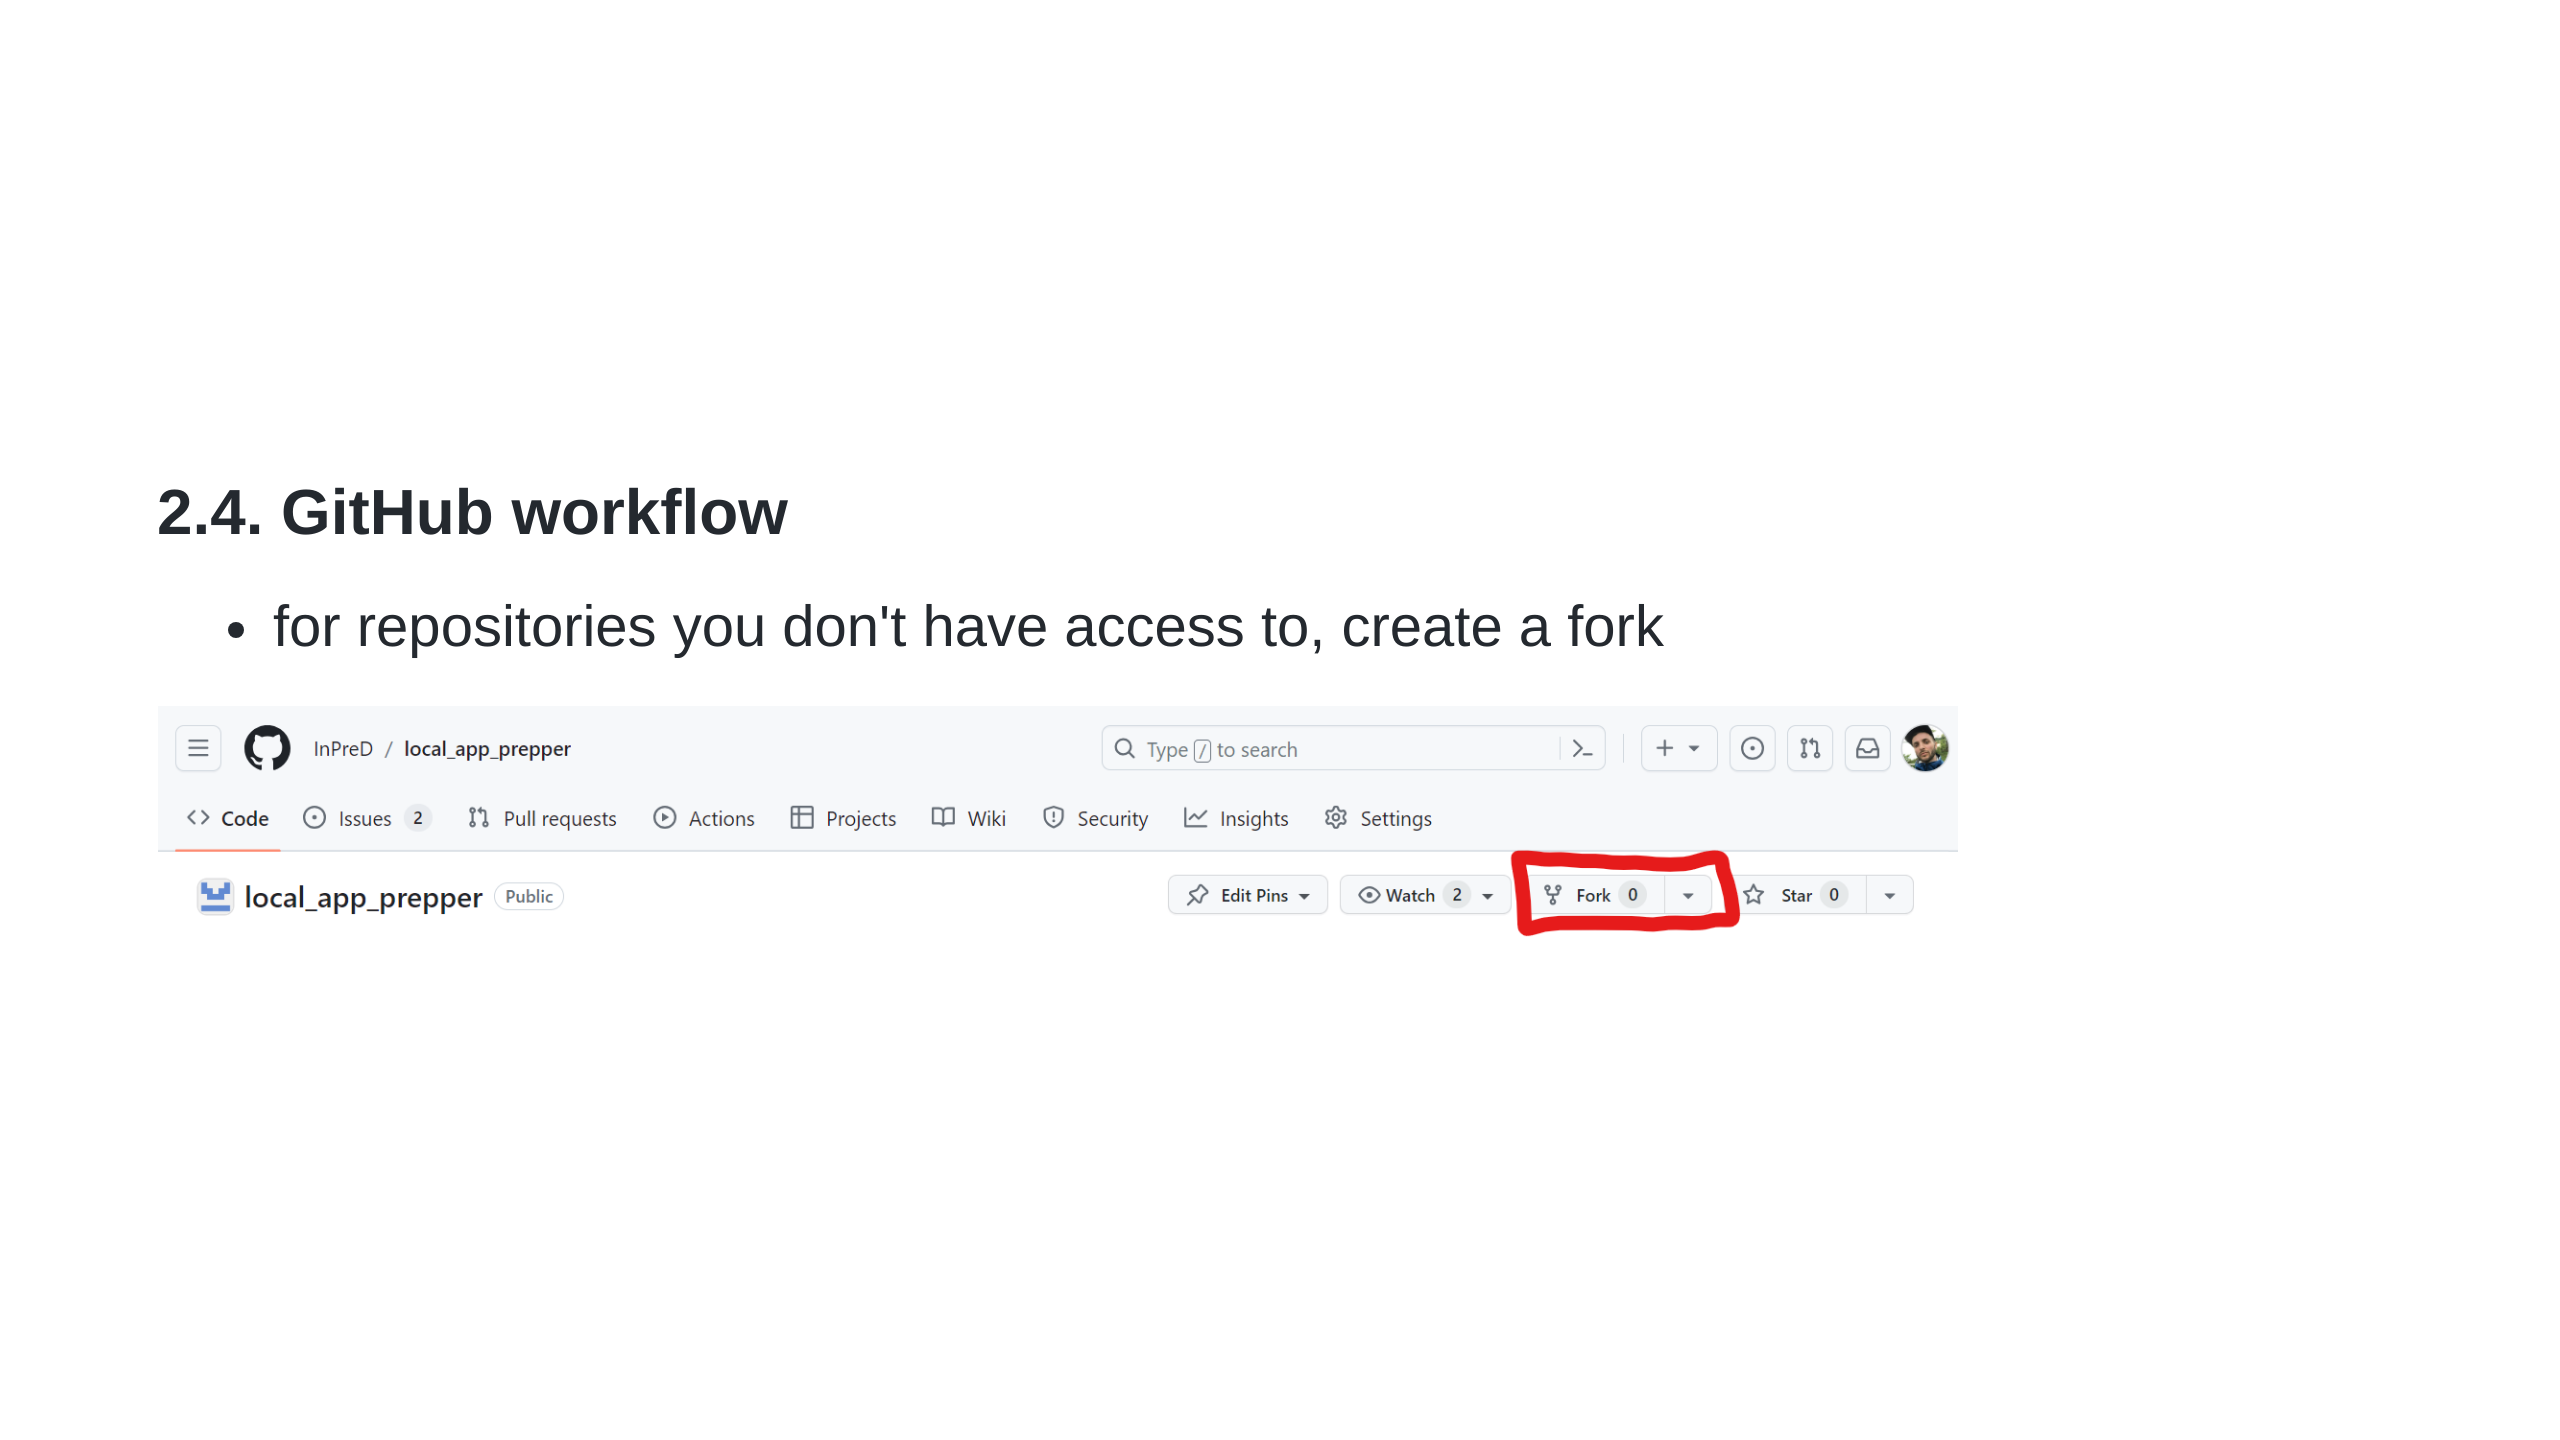 2.4. GitHub workflow
• for repositories you don't have access to, create a fork
InPreD / local_app_prepper Type / to search
Code Issues 2 Pull requests Actions Projects Wiki Security Insights Settings
local_app_prepper Public Edit Pins Watch 2 Fork 0 Star 0